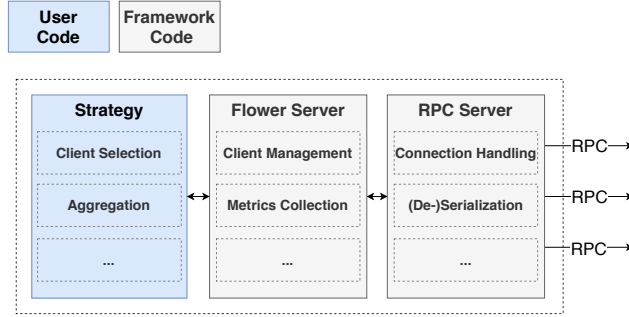 User
Code
Framework
Code
Strategy
Client Selection
Aggregation
...
Flower Server
Client Management
Metrics Collection
...
RPC Server
Connection Handling
(De-)Serialization
...
RPC
RPC
RPC